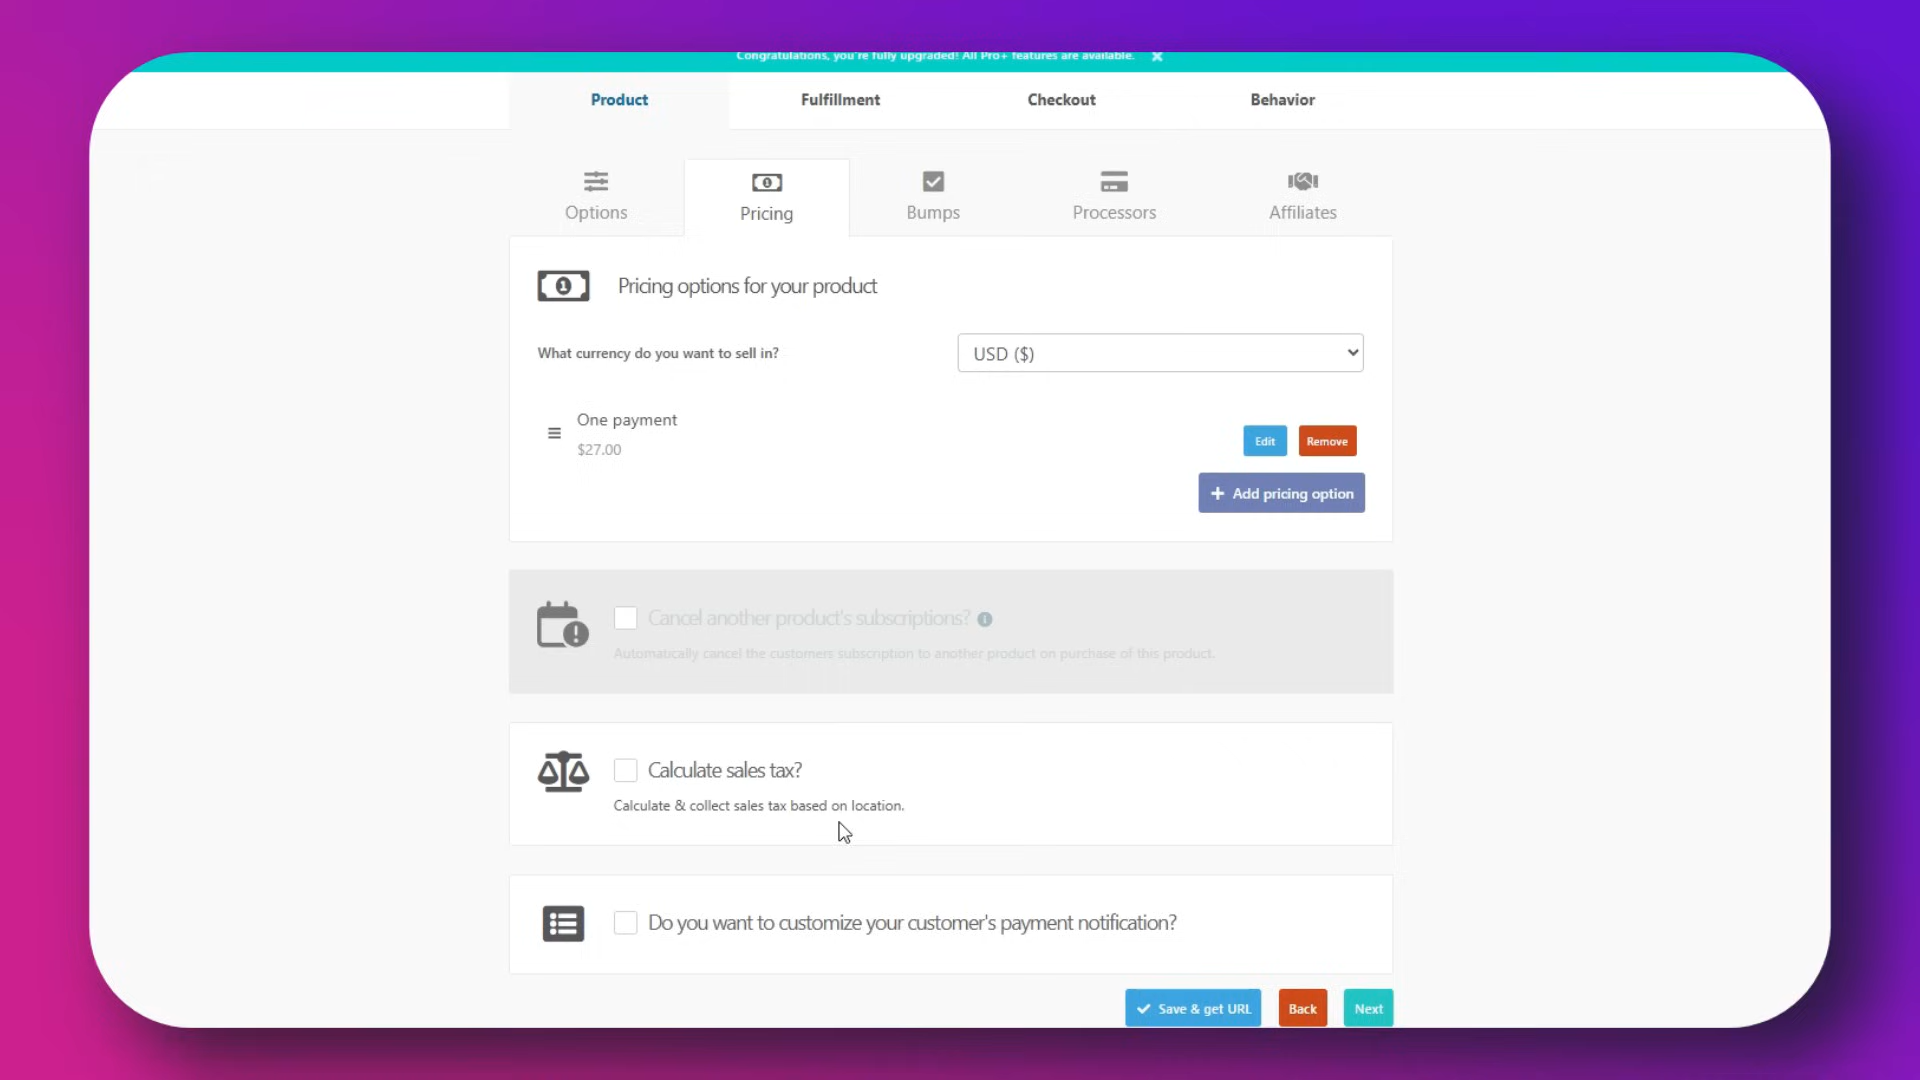 Congratulations, you're fully upgraded! All Pro+ features are available.
Product Fulfillment Checkout Behavior
Options Pricing Bumps Processors Affiliates
Pricing options for your product
What currency do you want to sell in? USD ($)
One payment
$27.00
Edit Remove
+ Add pricing option
Cancel another product's subscriptions?
Automatically cancel the customers subscription to another product on purchase of this product.
Calculate sales tax?
Calculate & collect sales tax based on location.
Do you want to customize your customer's payment notification?
Save & get URL Back Next